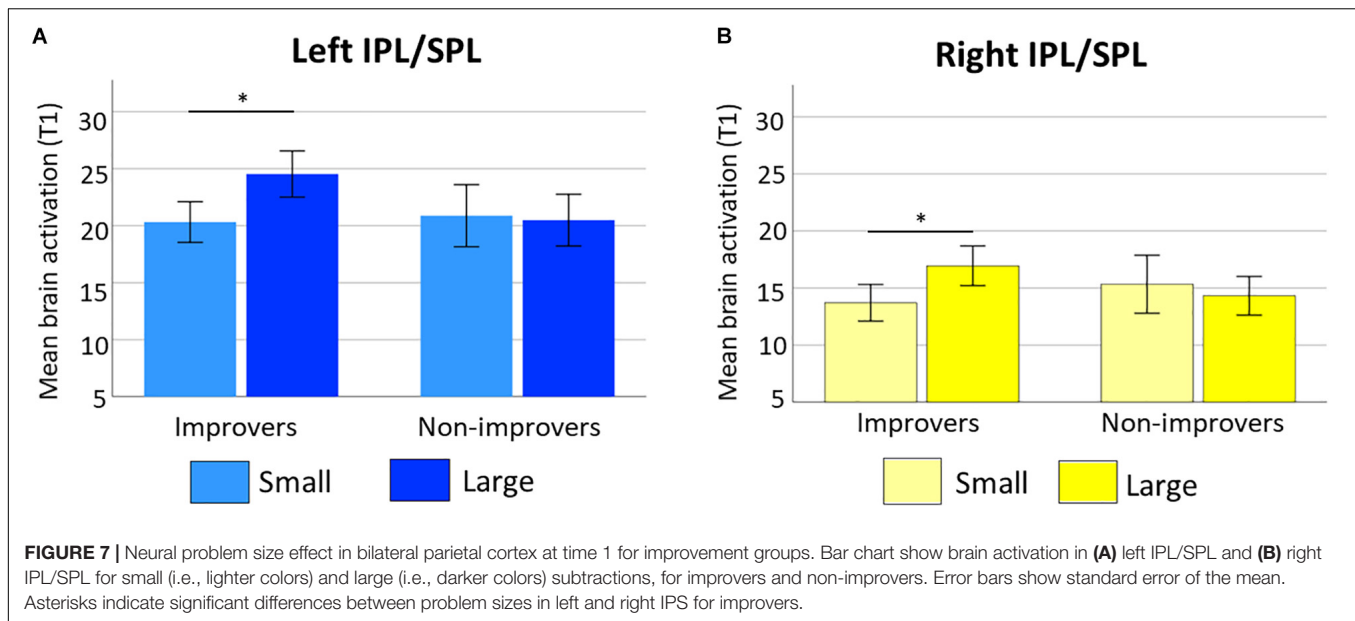 A
Left IPL/SPL
Mean brain activation (T1)
30
25
20
15
10
5
*
Improvers
Non-improvers
Small
Large
B
Right IPL/SPL
Mean brain activation (T1)
30
25
20
15
10
5
*
Improvers
Non-improvers
Small
Large
FIGURE 7 | Neural problem size effect in bilateral parietal cortex at time 1 for improvement groups. Bar chart show brain activation in (A) left IPL/SPL and (B) right
IPL/SPL for small (i.e., lighter colors) and large (i.e., darker colors) subtractions, for improvers and non-improvers. Error bars show standard error of the mean.
Asterisks indicate significant differences between problem sizes in left and right IPS for improvers.